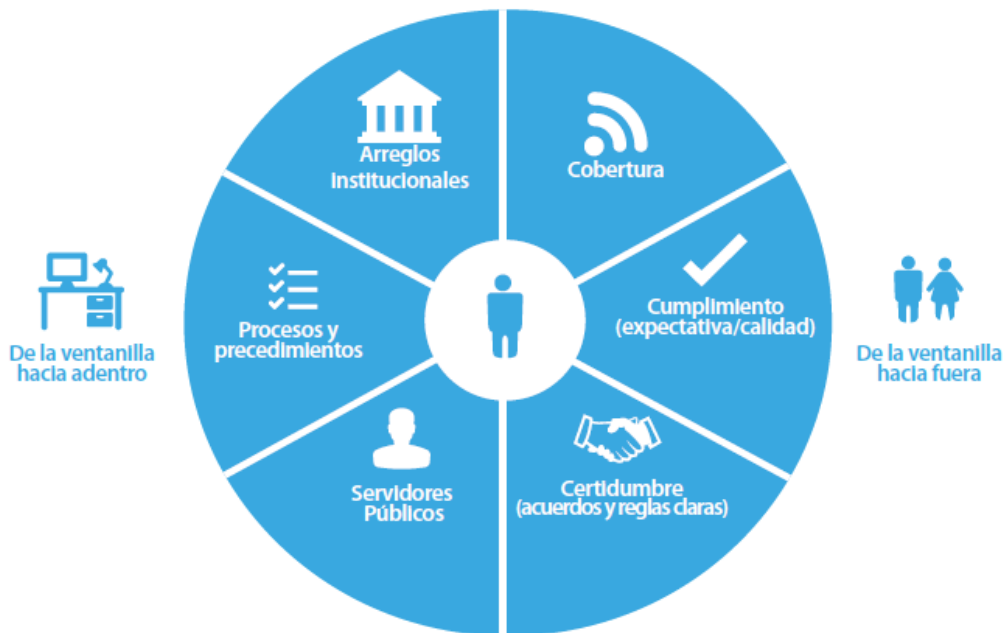 Arreglos
Institucionales
Cobertura
Procesos y
precedimientos
Cumplimiento
(expectativa/calidad)
De la ventanilla
hacia adentro
De la ventanilla
hacia fuera
Servidores
Públicos
Certidumbre
(acuerdos y reglas claras)